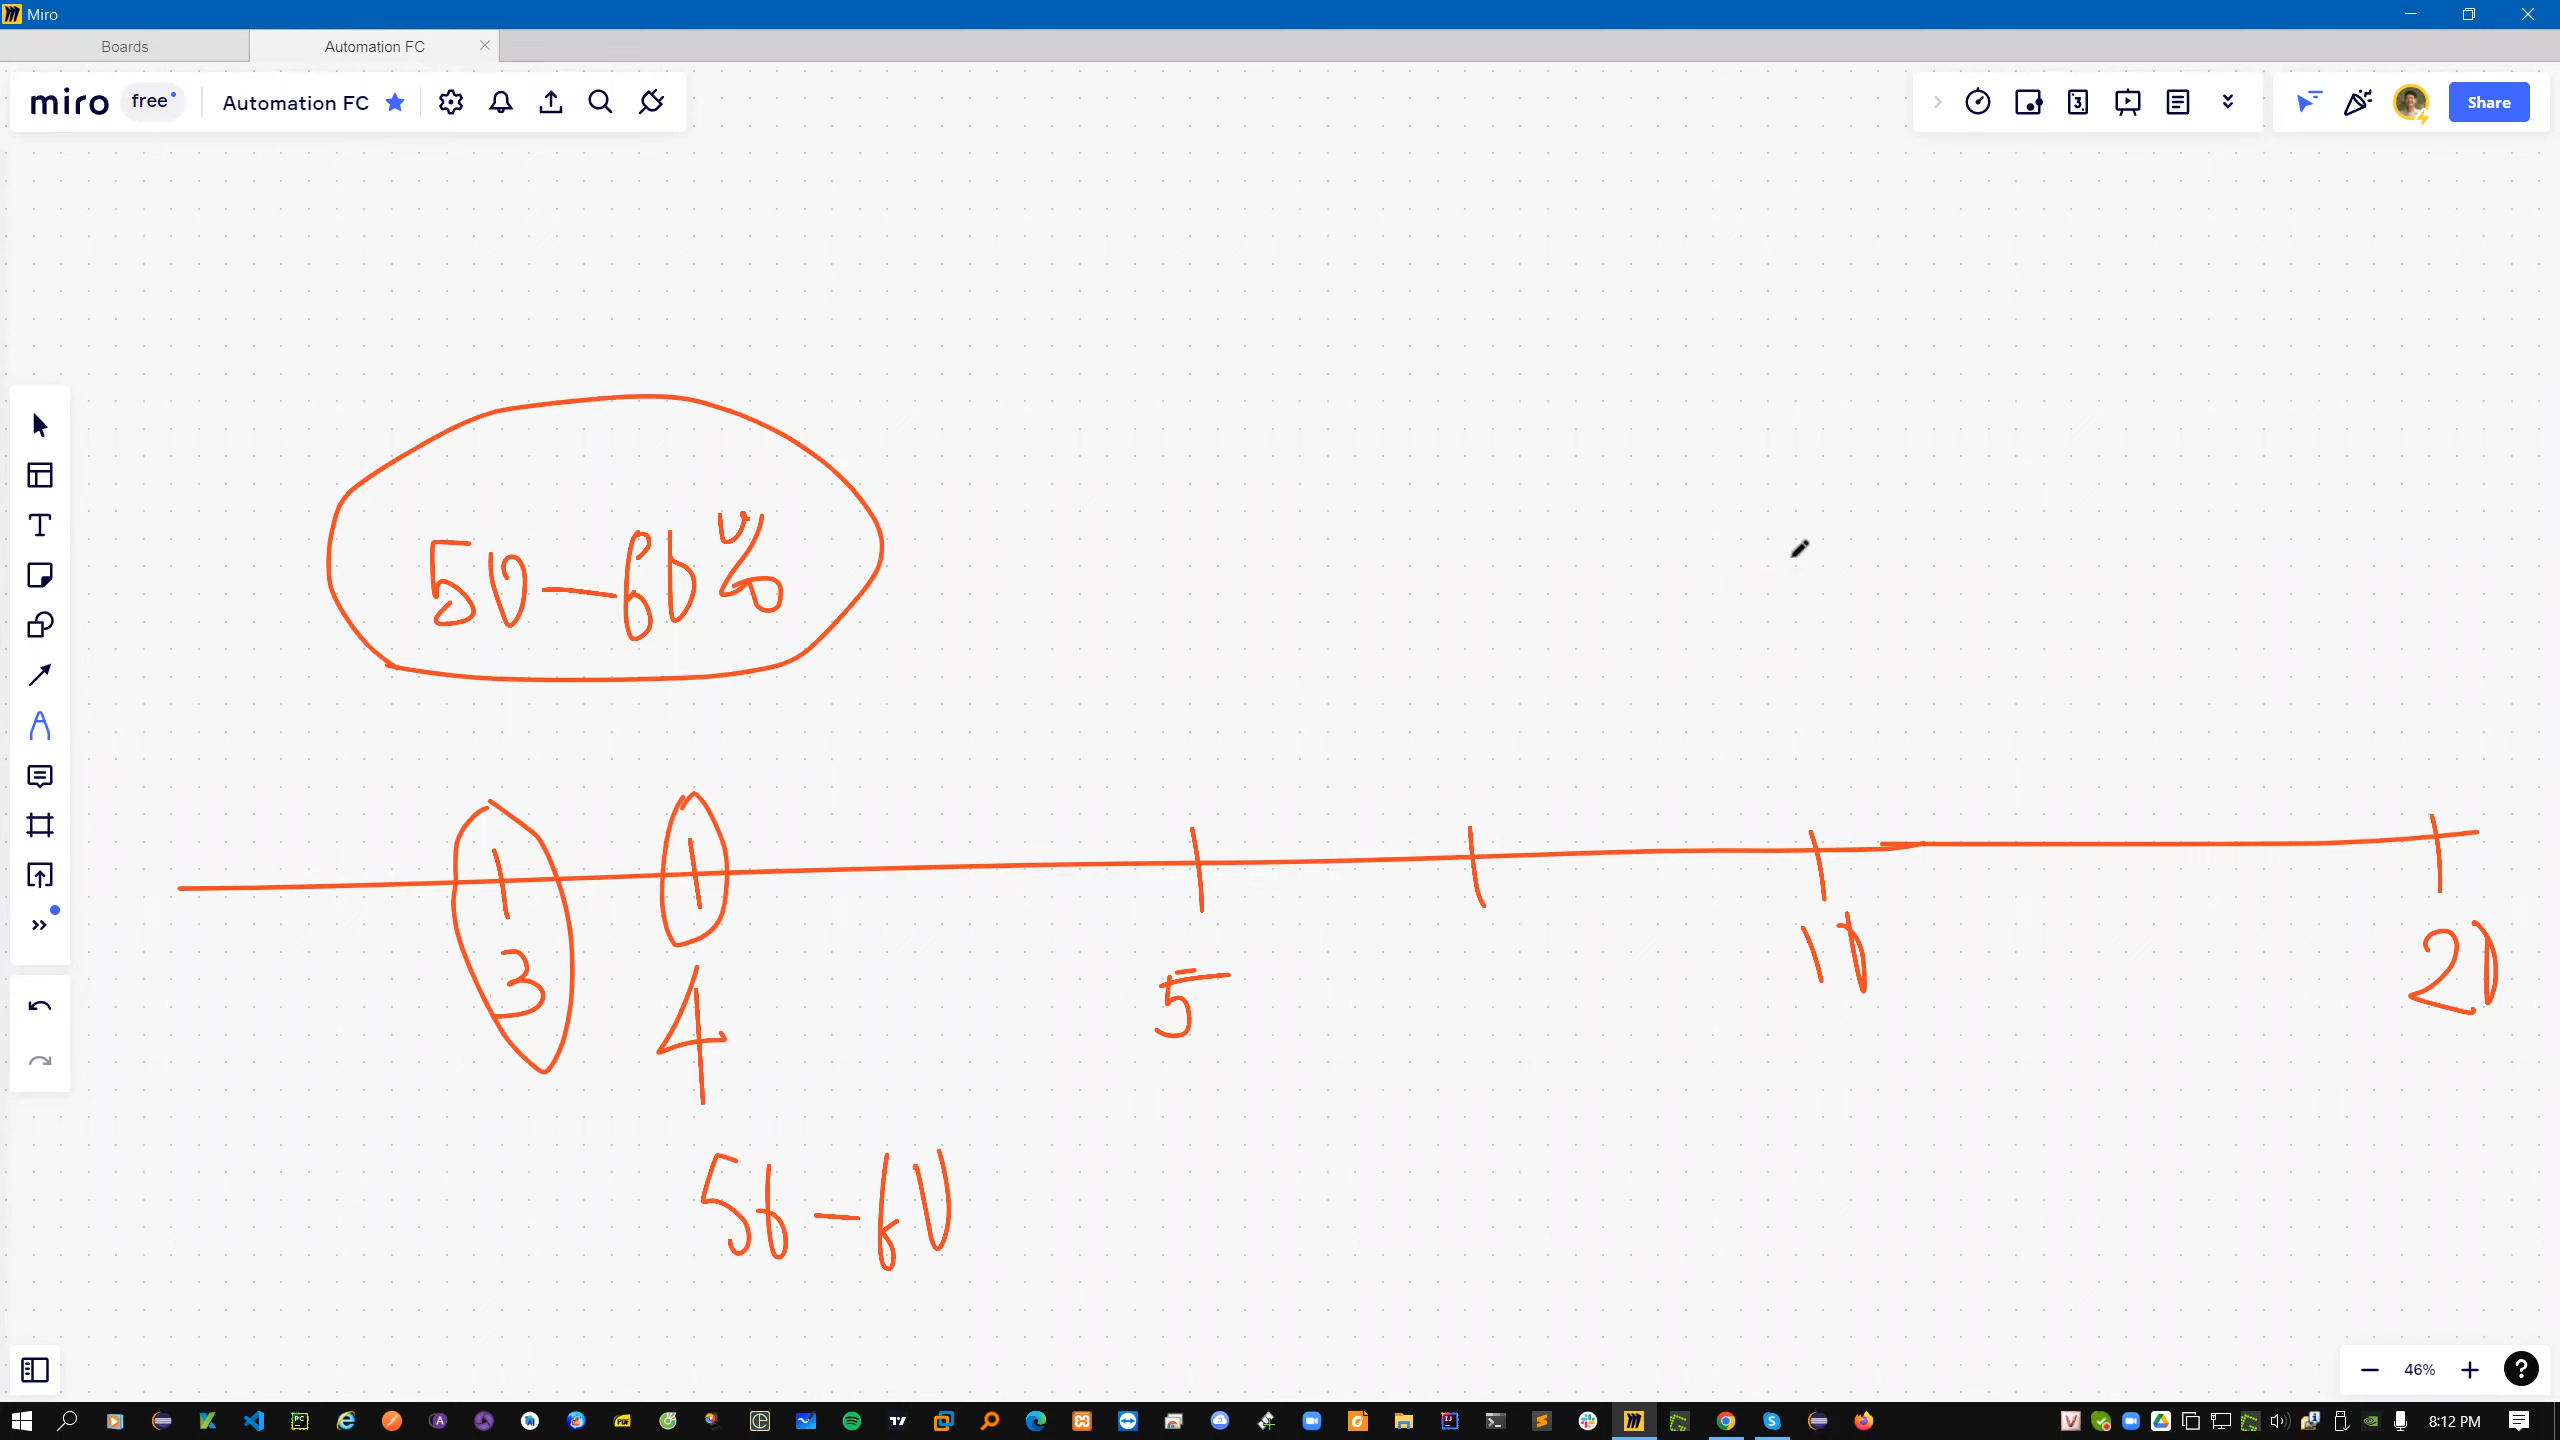 Miro
Boards
Automation FC
miro
free
Automation FC
3
Share
50 - 60%
3
4
5
10
20
50 - 60
46%
8:12 PM